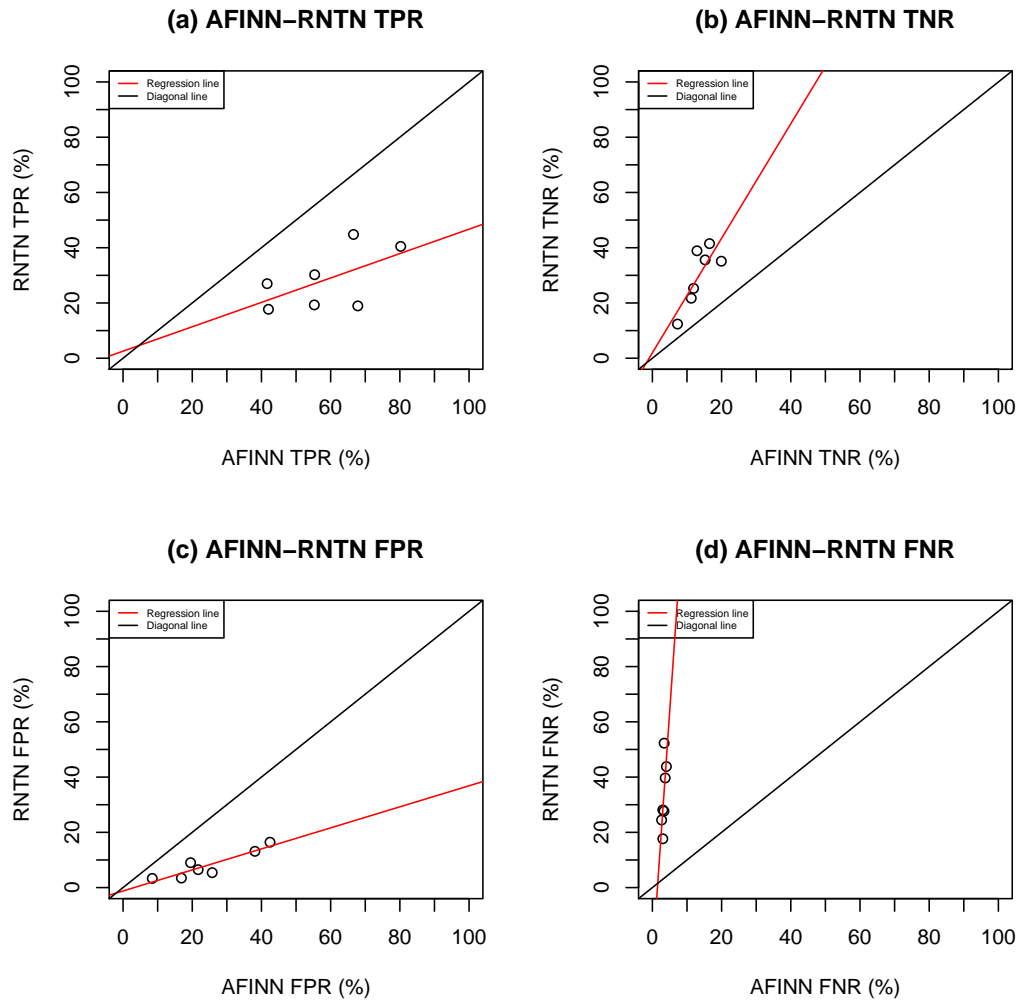 (a) AFINN−RNTN TPR
Regression line
Diagonal line
RNTN TPR (%)
0 20 40 60 80 100
0 20 40 60 80 100
AFINN TPR (%)
(b) AFINN−RNTN TNR
Regression line
Diagonal line
RNTN TNR (%)
0 20 40 60 80 100
0 20 40 60 80 100
AFINN TNR (%)
(c) AFINN−RNTN FPR
Regression line
Diagonal line
RNTN FPR (%)
0 20 40 60 80 100
0 20 40 60 80 100
AFINN FPR (%)
(d) AFINN−RNTN FNR
Regression line
Diagonal line
RNTN FNR (%)
0 20 40 60 80 100
0 20 40 60 80 100
AFINN FNR (%)